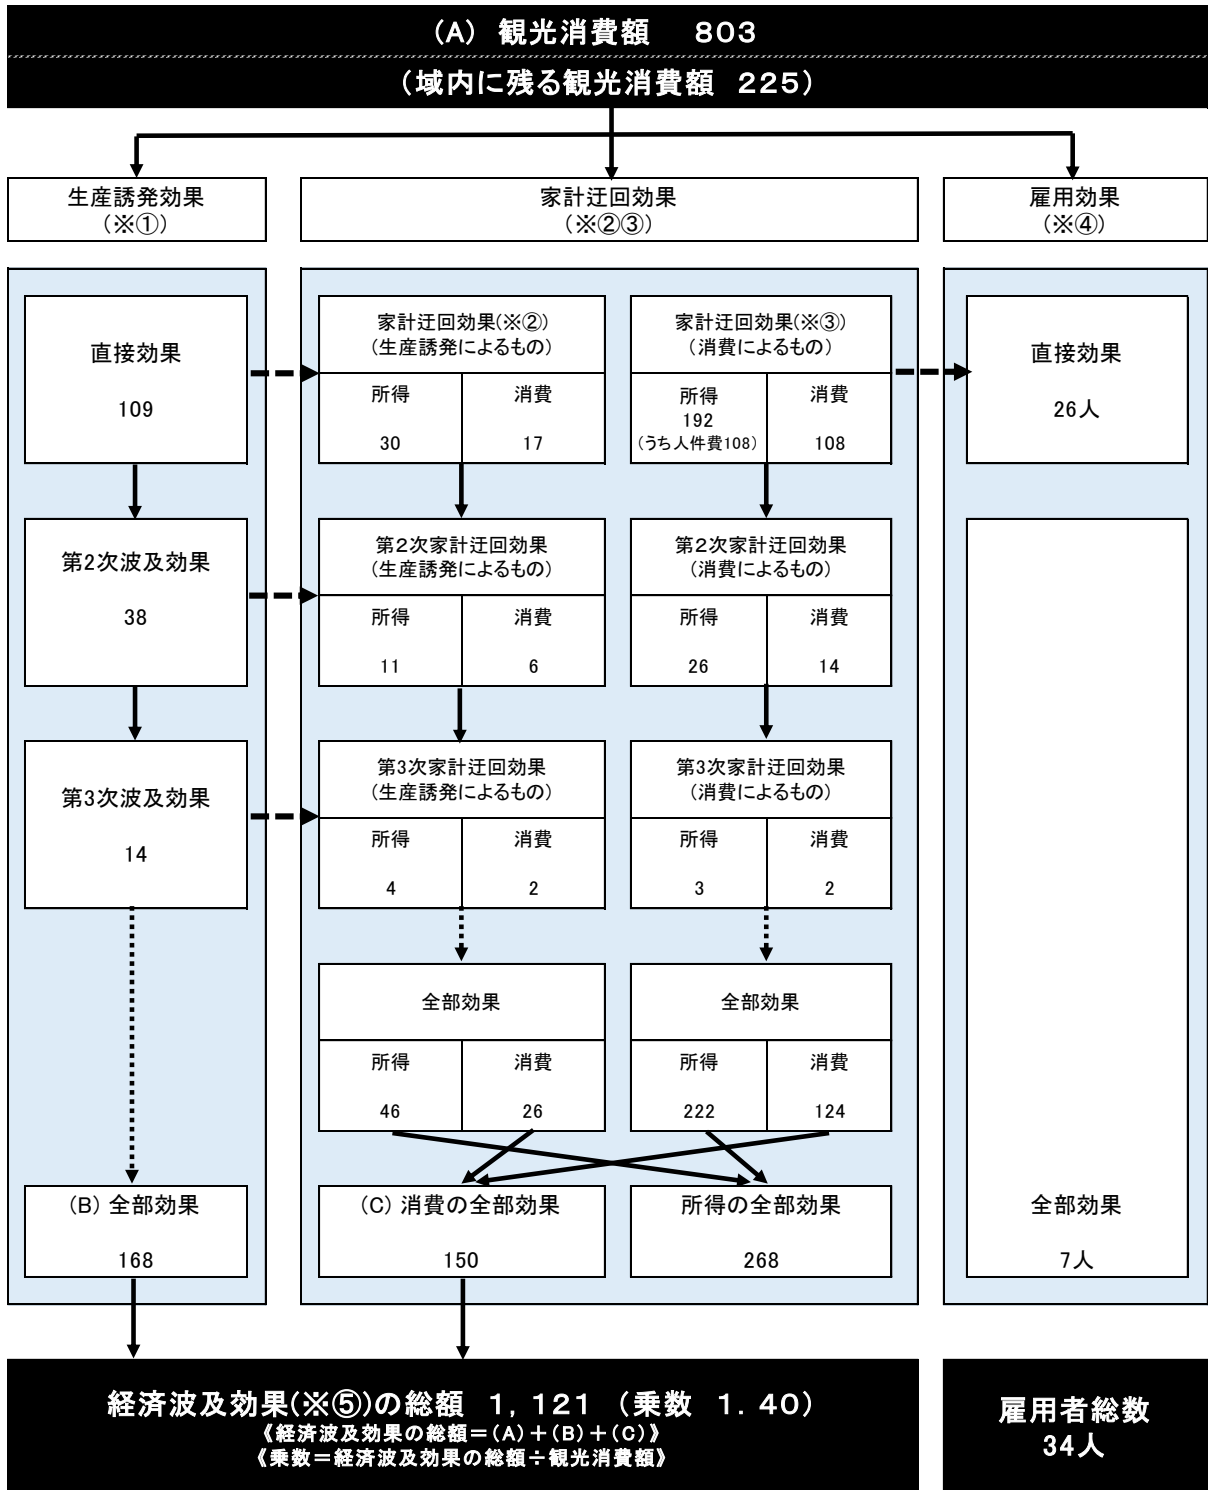 (A) 観光消費額　803
(域内に残る観光消費額　225)
生産誘発効果
(※①)
家計迂回効果
(※②③)
雇用効果
(※④)
直接効果
109
家計迂回効果(※②)
(生産誘発によるもの)
所得
30
消費
17
家計迂回効果(※③)
(消費によるもの)
所得
192
(うち人件費108)
消費
108
直接効果
26人
第2次波及効果
38
第2次家計迂回効果
(生産誘発によるもの)
所得
11
消費
6
第2次家計迂回効果
(消費によるもの)
所得
26
消費
14
第3次波及効果
14
第3次家計迂回効果
(生産誘発によるもの)
所得
4
消費
2
第3次家計迂回効果
(消費によるもの)
所得
3
消費
2
全部効果
所得
46
消費
26
全部効果
所得
222
消費
124
(B) 全部効果
168
(C) 消費の全部効果
150
所得の全部効果
268
全部効果
7人
経済波及効果(※⑤)の総額　1,121　(乗数　1.40)
《経済波及効果の総額=(A)+(B)+(C)》
《乗数=経済波及効果の総額÷観光消費額》
雇用者総数
34人